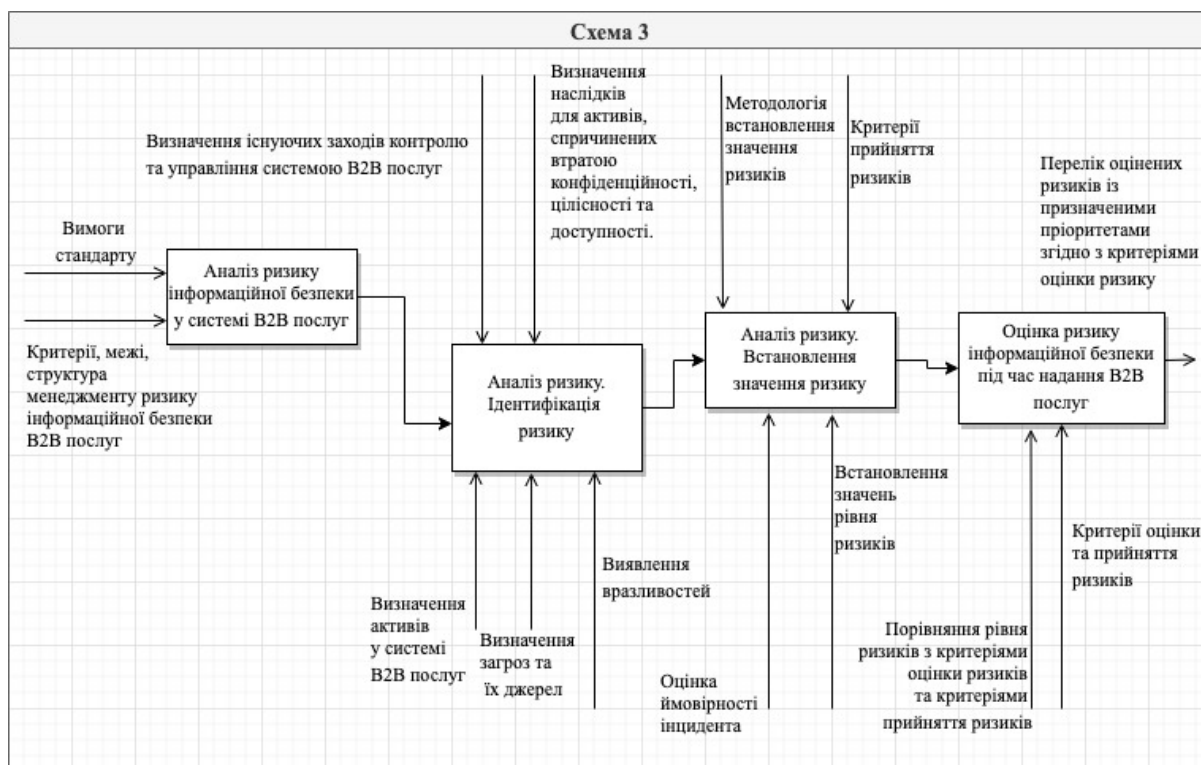 Схема 3
Визначення існуючих заходів контролю
та управління системою B2B послуг
Визначення
наслідків
для активів,
спричинених
втратою
конфіденційності,
цілісності та
доступності.
Методологія
встановлення
значення
ризиків
Критерії
прийняття
ризиків
Перелік оцінених
ризиків із
призначеними
пріоритетами
згідно з критеріями
оцінки ризику
Вимоги
стандарту
Критерії, межі,
структура
менеджменту ризику
інформаційної безпеки
B2B послуг
Аналіз ризику
інформаційної безпеки
у системі B2B послуг
Аналіз ризику.
Ідентифікація
ризику
Аналіз ризику.
Встановлення
значення ризику
Оцінка ризику
інформаційної безпеки
під час надання B2B
послуг
Визначення
активів
у системі
B2B послуг
Визначення
загроз та
їх джерел
Виявлення
вразливостей
Оцінка
ймовірності
інцидента
Встановлення
значень
рівня
ризиків
Порівняння рівня
ризиків з критеріями
оцінки ризиків
та критеріями
прийняття ризиків
Критерії оцінки
та прийняття
ризиків